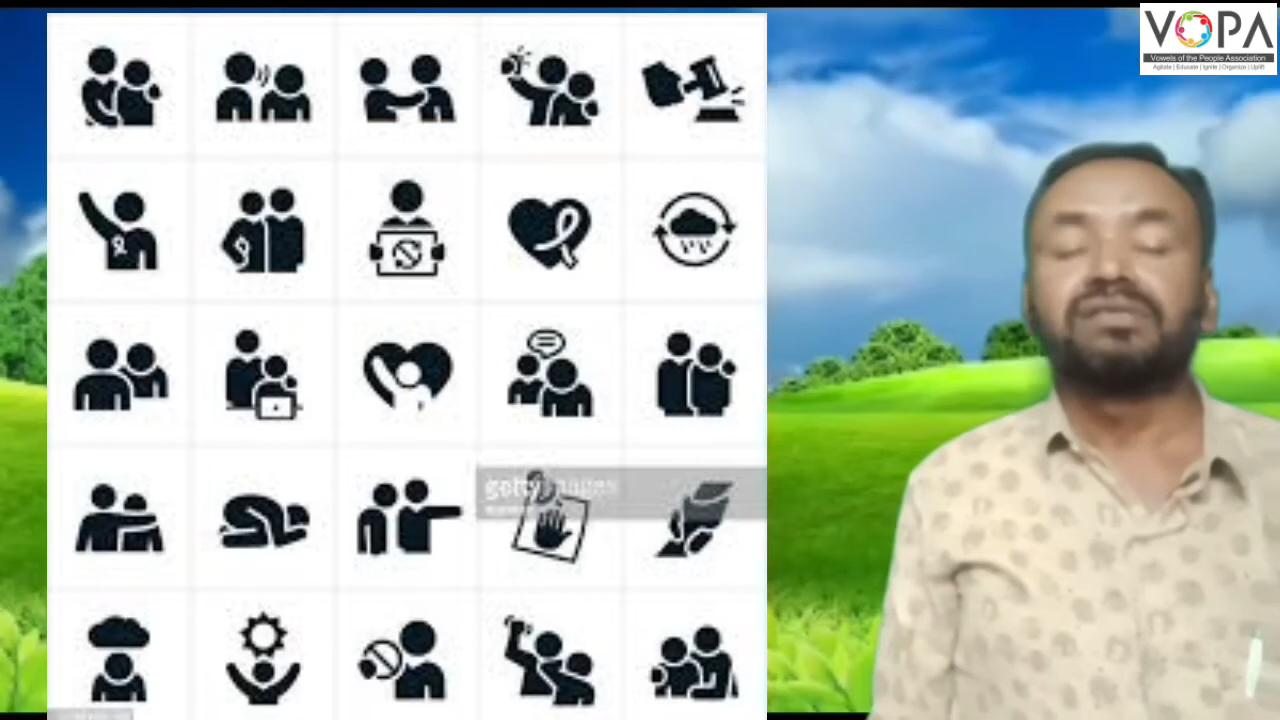 VOPA
Vowels of the People Association
Agitate | Educate | Ignite | Organize | Uplift
gettyimages